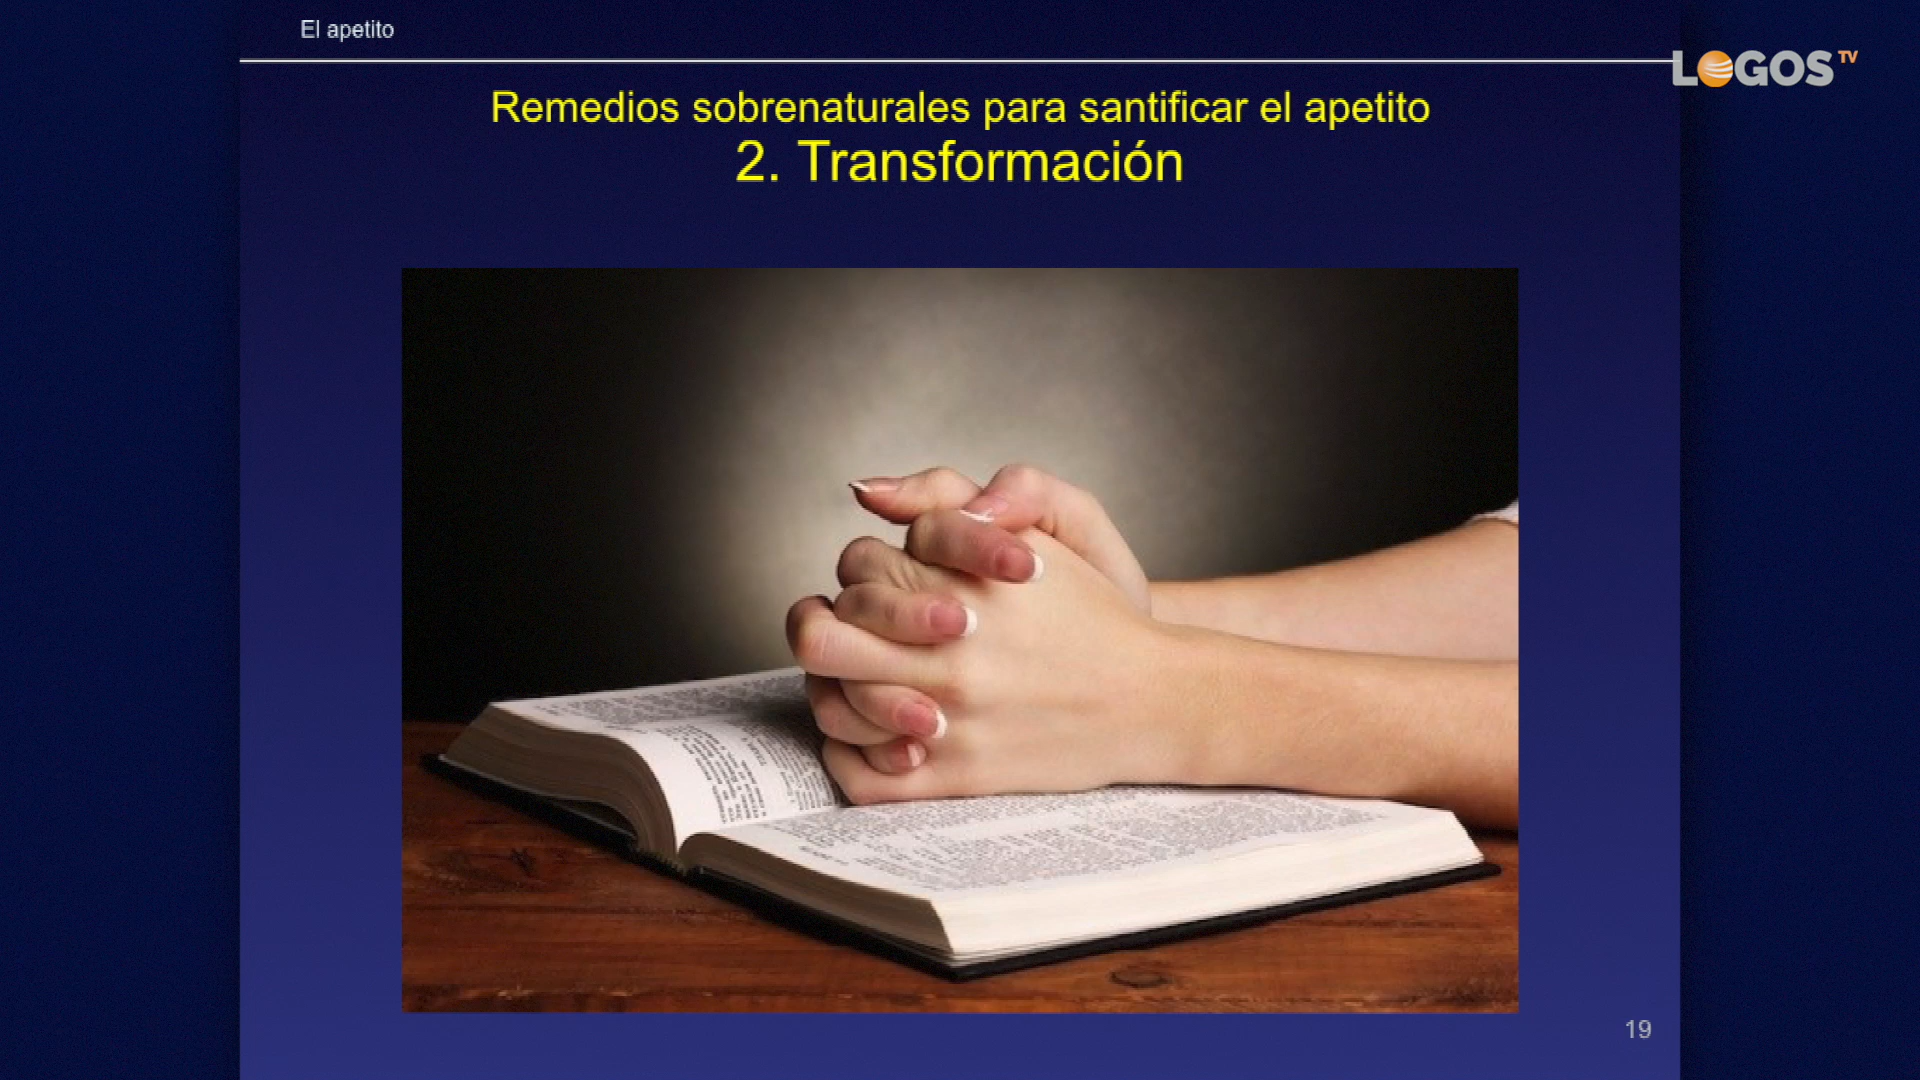 El apetito
LOGOS TV
Remedios sobrenaturales para santificar el apetito
2. Transformación
19